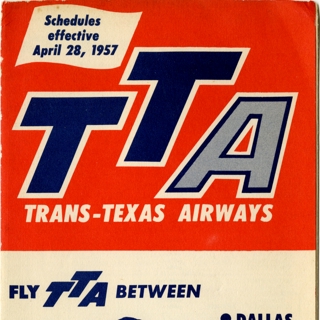 Schedules
effective
April 28, 1957
TTA
TRANS-TEXAS AIRWAYS
FLY TTA BETWEEN
DALLAS